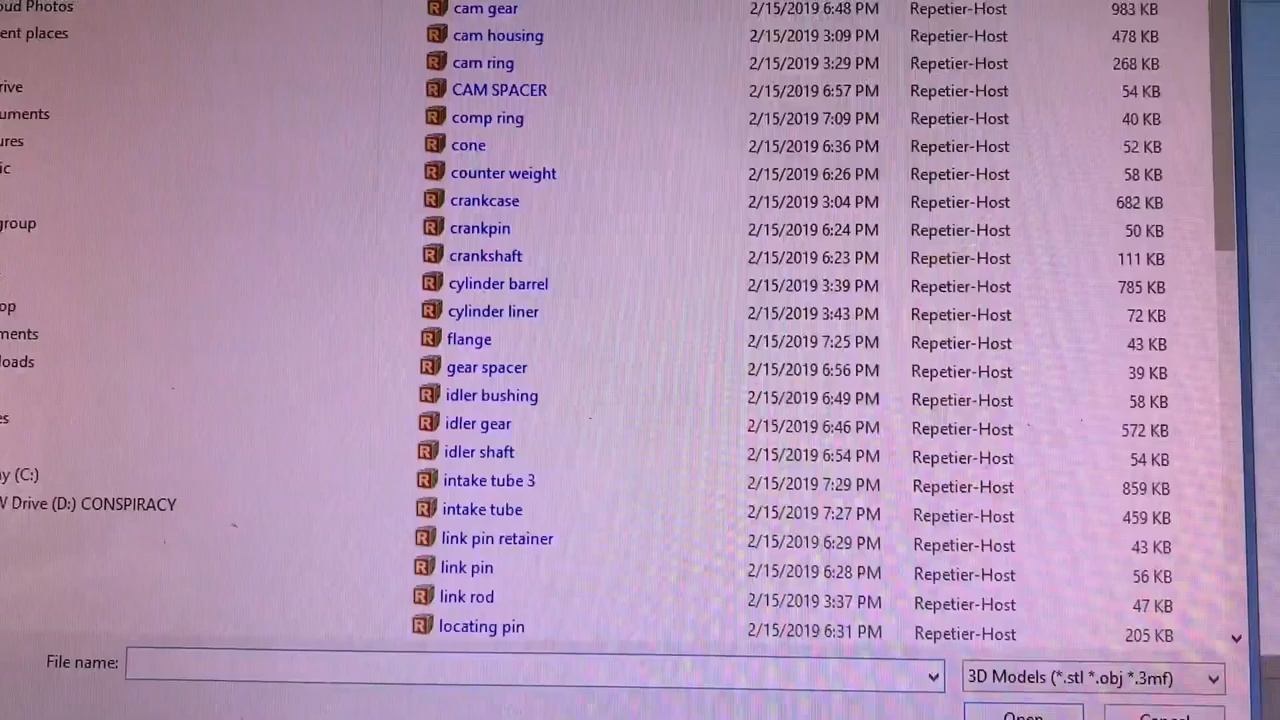 oud Photos
ent places
rive
uments
ures
ic
group
op
ments
loads
es
y (C:)
Drive (D:) CONSPIRACY
cam gear 2/15/2019 6:48 PM Repetier-Host 983 KB
cam housing 2/15/2019 3:09 PM Repetier-Host 478 KB
cam ring 2/15/2019 3:29 PM Repetier-Host 268 KB
CAM SPACER 2/15/2019 6:57 PM Repetier-Host 54 KB
comp ring 2/15/2019 7:09 PM Repetier-Host 40 KB
cone 2/15/2019 6:36 PM Repetier-Host 52 KB
counter weight 2/15/2019 6:26 PM Repetier-Host 58 KB
crankcase 2/15/2019 3:04 PM Repetier-Host 682 KB
crankpin 2/15/2019 6:24 PM Repetier-Host 50 KB
crankshaft 2/15/2019 6:23 PM Repetier-Host 111 KB
cylinder barrel 2/15/2019 3:39 PM Repetier-Host 785 KB
cylinder liner 2/15/2019 3:43 PM Repetier-Host 72 KB
flange 2/15/2019 7:25 PM Repetier-Host 43 KB
gear spacer 2/15/2019 6:56 PM Repetier-Host 39 KB
idler bushing 2/15/2019 6:49 PM Repetier-Host 58 KB
idler gear 2/15/2019 6:46 PM Repetier-Host 572 KB
idler shaft 2/15/2019 6:54 PM Repetier-Host 54 KB
intake tube 3 2/15/2019 7:29 PM Repetier-Host 859 KB
intake tube 2/15/2019 7:27 PM Repetier-Host 459 KB
link pin retainer 2/15/2019 6:29 PM Repetier-Host 43 KB
link pin 2/15/2019 6:28 PM Repetier-Host 56 KB
link rod 2/15/2019 3:37 PM Repetier-Host 47 KB
locating pin 2/15/2019 6:31 PM Repetier-Host 205 KB
File name: 3D Models (*.stl *.obj *.3mf)
Open Cancel